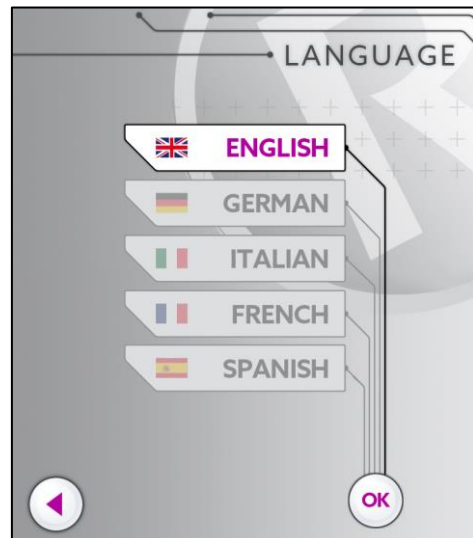 LANGUAGE
ENGLISH
GERMAN
ITALIAN
FRENCH
SPANISH
OK